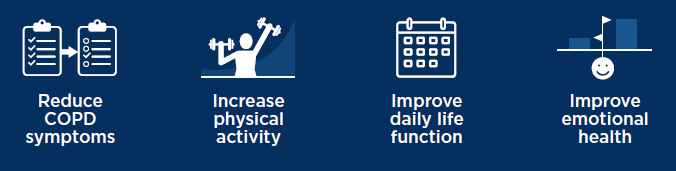 Reduce
COPD
symptoms
Increase
physical
activity
Improve
daily life
function
Improve
emotional
health